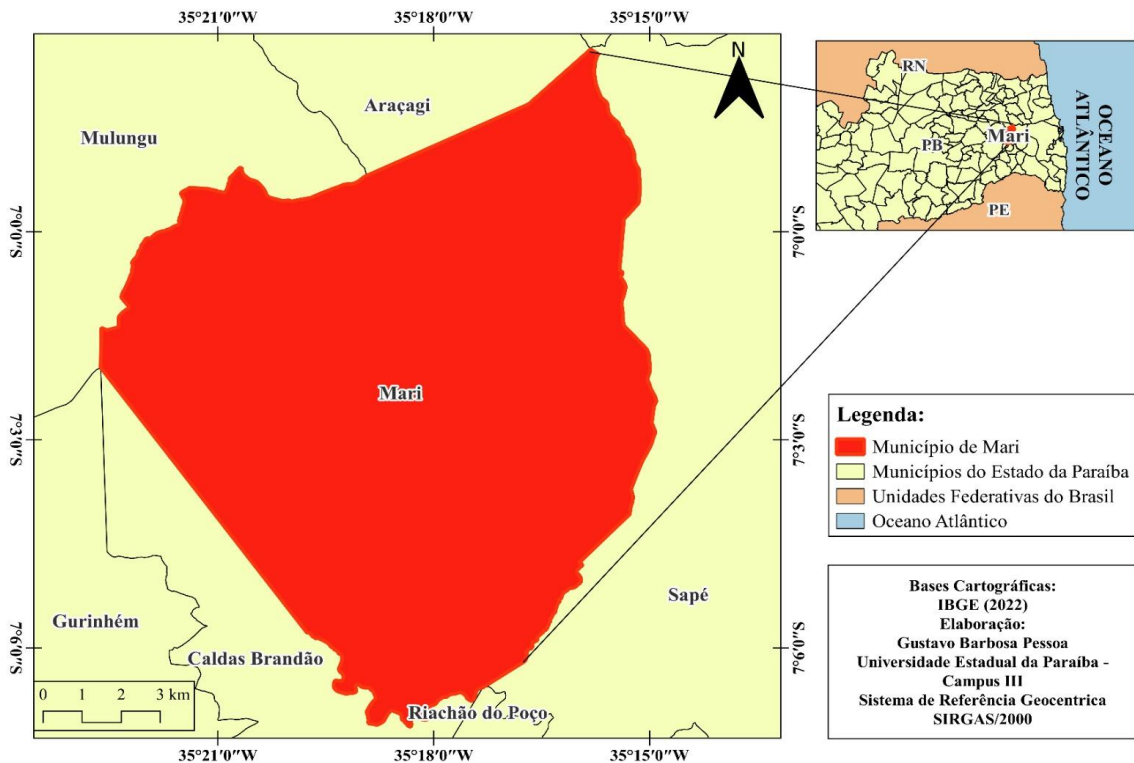 35°21'0"W 35°18'0"W 35°15'0"W
N
Araçagi
Mulungu
7°0'0"S 7°0'0"S
Mari
7°3'0"S 7°3'0"S
Sapé
Gurinhém
7°6'0"S 7°6'0"S
Caldas Brandão
0 1 2 3 km
Riachão do Poço
35°21'0"W 35°18'0"W 35°15'0"W
RN
OCEANO
ATLÂNTICO
Mari
PB
PE
Legenda:
Município de Mari
Municípios do Estado da Paraíba
Unidades Federativas do Brasil
Oceano Atlântico
Bases Cartográficas:
IBGE (2022)
Elaboração:
Gustavo Barbosa Pessoa
Universidade Estadual da Paraíba -
Campus III
Sistema de Referência Geocentrica
SIRGAS/2000